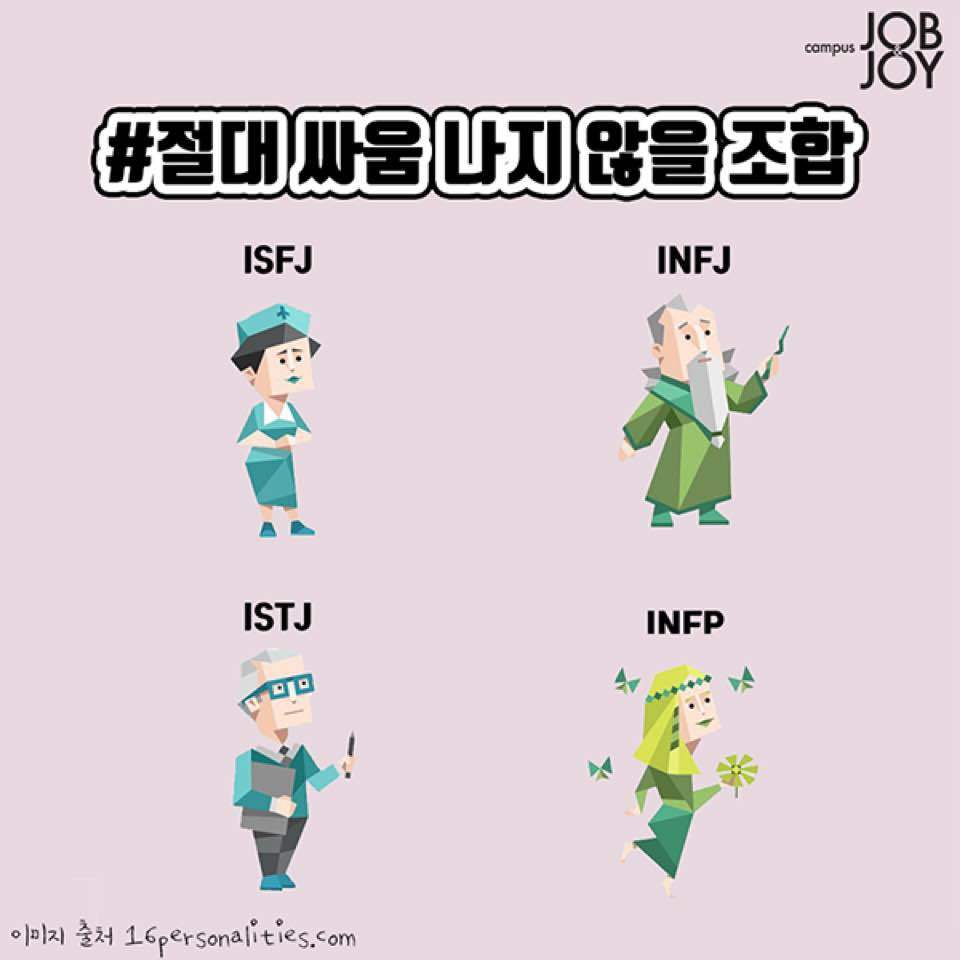 campus JOB
&
JOY
#절대 싸움 나지 않을 조합
ISFJ
INFJ
ISTJ
INFP
이미지 출처 16personalities.com